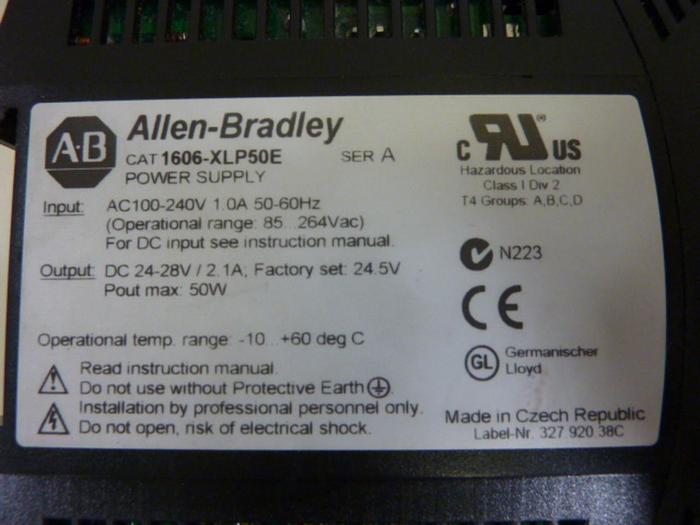 A-B
Allen-Bradley
CAT 1606-XLP50E SER A
POWER SUPPLY
Input: AC100-240V 1.0A 50-60Hz
(Operational range: 85...264Vac)
For DC input see instruction manual.
Output: DC 24-28V / 2.1A; Factory set: 24.5V
Pout max: 50W
Operational temp. range: -10...+60 deg C
Read instruction manual.
Do not use without Protective Earth
Installation by professional personnel only.
Do not open, risk of electrical shock.
C UR US
Hazardous Location
Class I Div 2
T4 Groups: A,B,C,D
N223
CE
GL Germanischer
Lloyd
Made in Czech Republic
Label-Nr. 327.920.38C